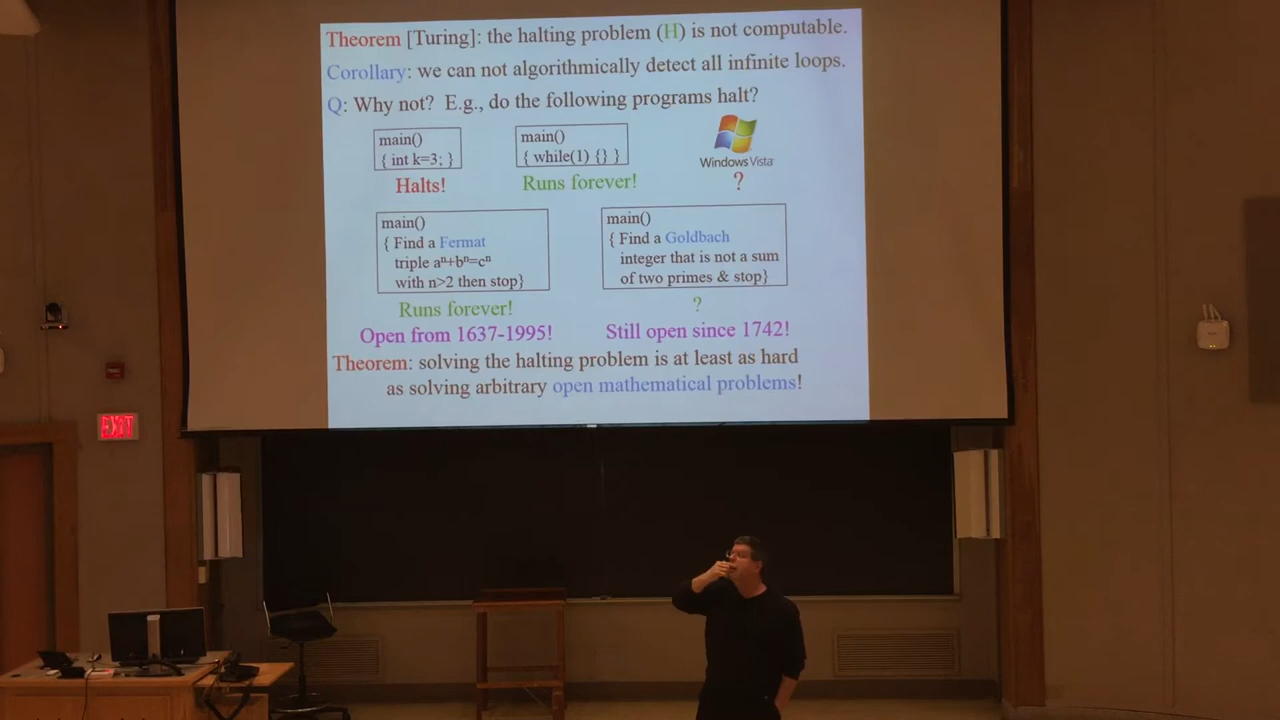 Theorem [Turing]: the halting problem (H) is not computable.
Corollary: we can not algorithmically detect all infinite loops.
Q: Why not? E.g., do the following programs halt?
main()
{ int k=3; }
Halts!
main()
{ while(1) {} }
Runs forever!
Windows Vista
?
main()
{ Find a Fermat
triple aⁿ+bⁿ=cⁿ
with n>2 then stop}
Runs forever!
Open from 1637-1995!
main()
{ Find a Goldbach
integer that is not a sum
of two primes & stop}
?
Still open since 1742!
Theorem: solving the halting problem is at least as hard
as solving arbitrary open mathematical problems!
EXIT